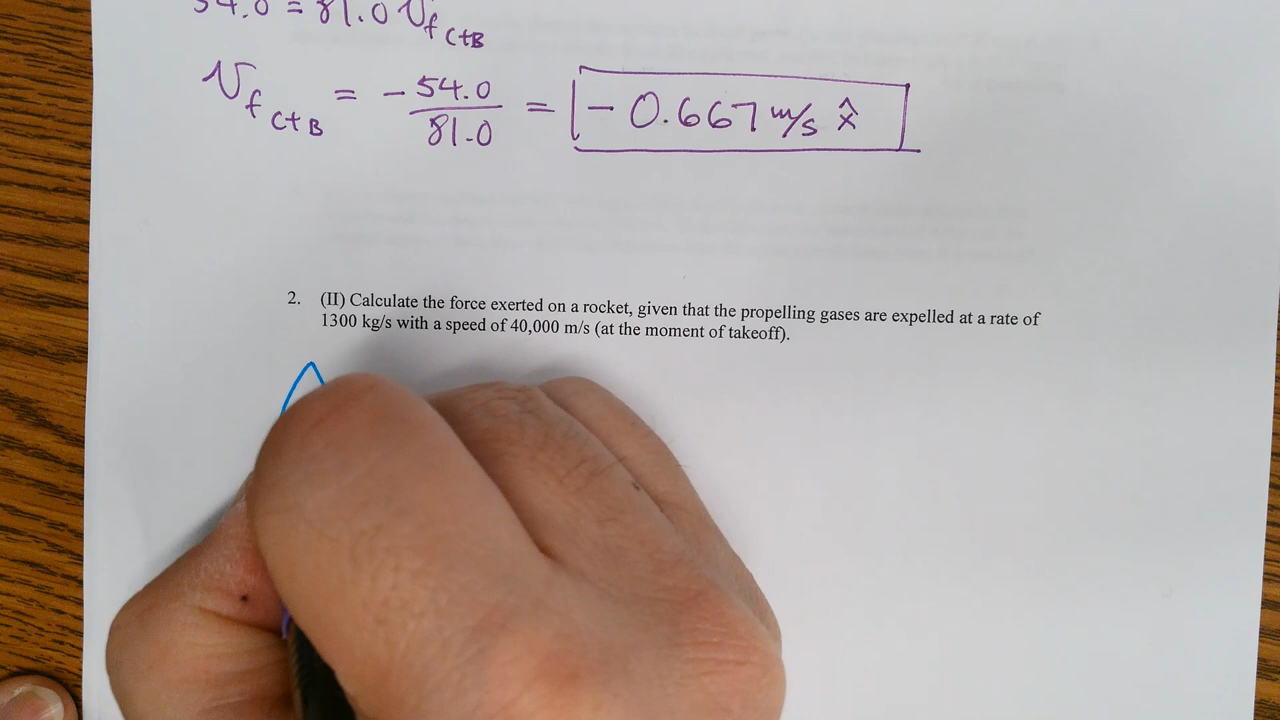 54.0 = 81.0 V_f C+B
V_f C+B = -54.0/81.0 = -0.667 m/s x̂
2. (II) Calculate the force exerted on a rocket, given that the propelling gases are expelled at a rate of
1300 kg/s with a speed of 40,000 m/s (at the moment of takeoff).